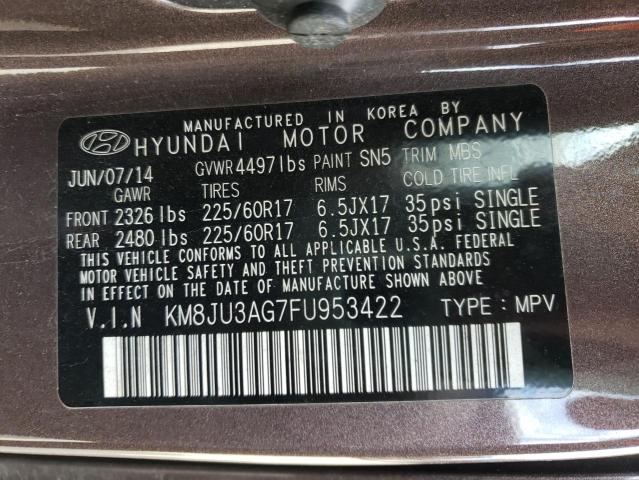 MANUFACTURED IN KOREA BY
HYUNDAI MOTOR COMPANY
JUN/07/14 GVWR 4497lbs PAINT SN5 TRIM MBS
GAWR TIRES RIMS COLD TIRE INFL
FRONT 2326 lbs 225/60R17 6.5JX17 35psi SINGLE
REAR 2480 lbs 225/60R17 6.5JX17 35psi SINGLE
THIS VEHICLE CONFORMS TO ALL APPLICABLE U.S.A. FEDERAL
MOTOR VEHICLE SAFETY AND THEFT PREVENTION STANDARDS
IN EFFECT ON THE DATE OF MANUFACTURE SHOWN ABOVE.
V.I.N KM8JU3AG7FU953422 TYPE : MPV